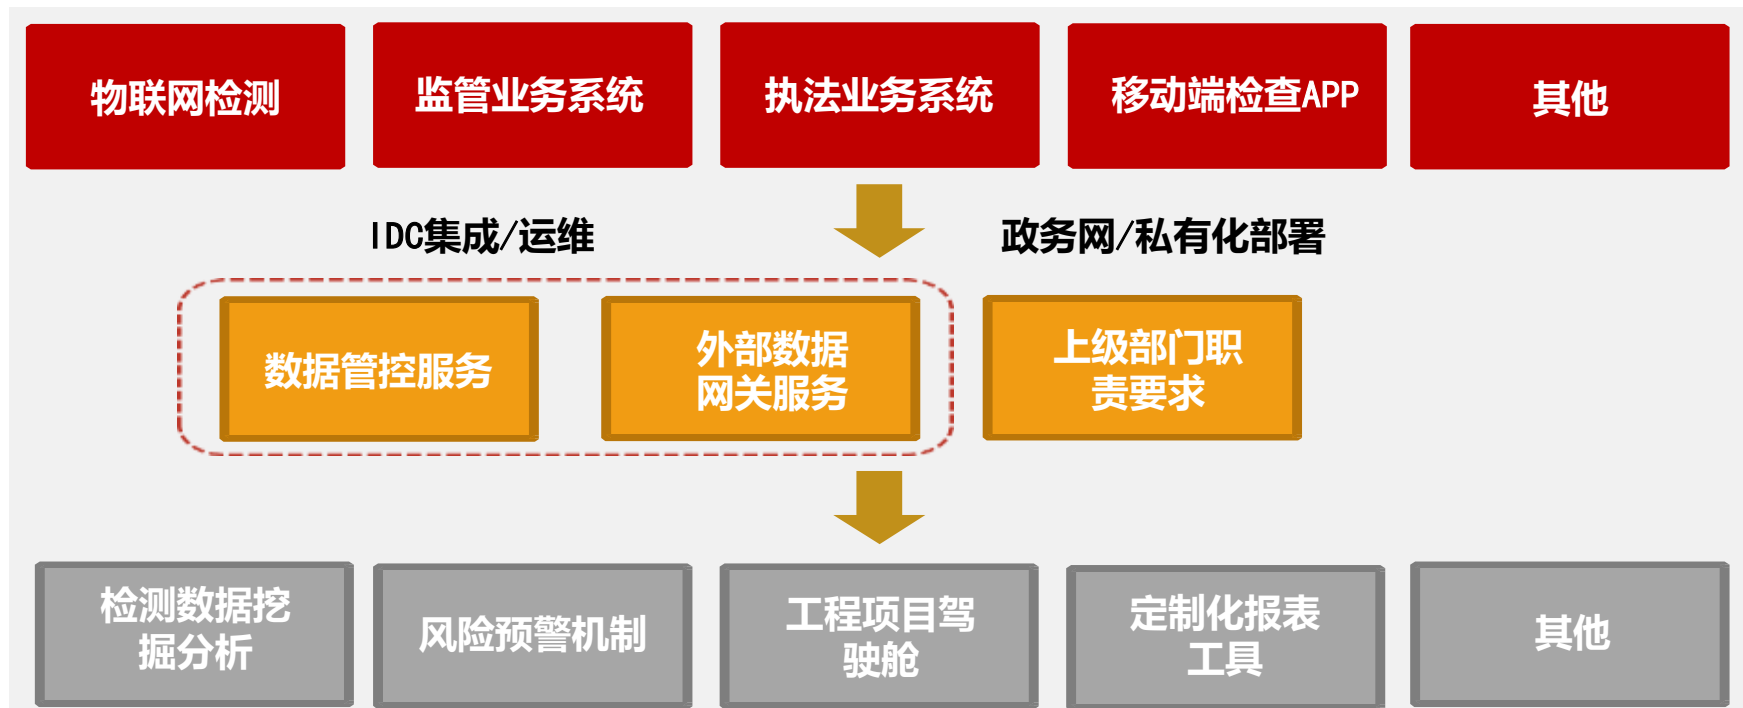 物联网检测
监管业务系统
执法业务系统
移动端检查APP
其他
IDC集成/运维
政务网/私有化部署
数据管控服务
外部数据
网关服务
上级部门职
责要求
检测数据挖
掘分析
风险预警机制
工程项目驾
驶舱
定制化报表
工具
其他